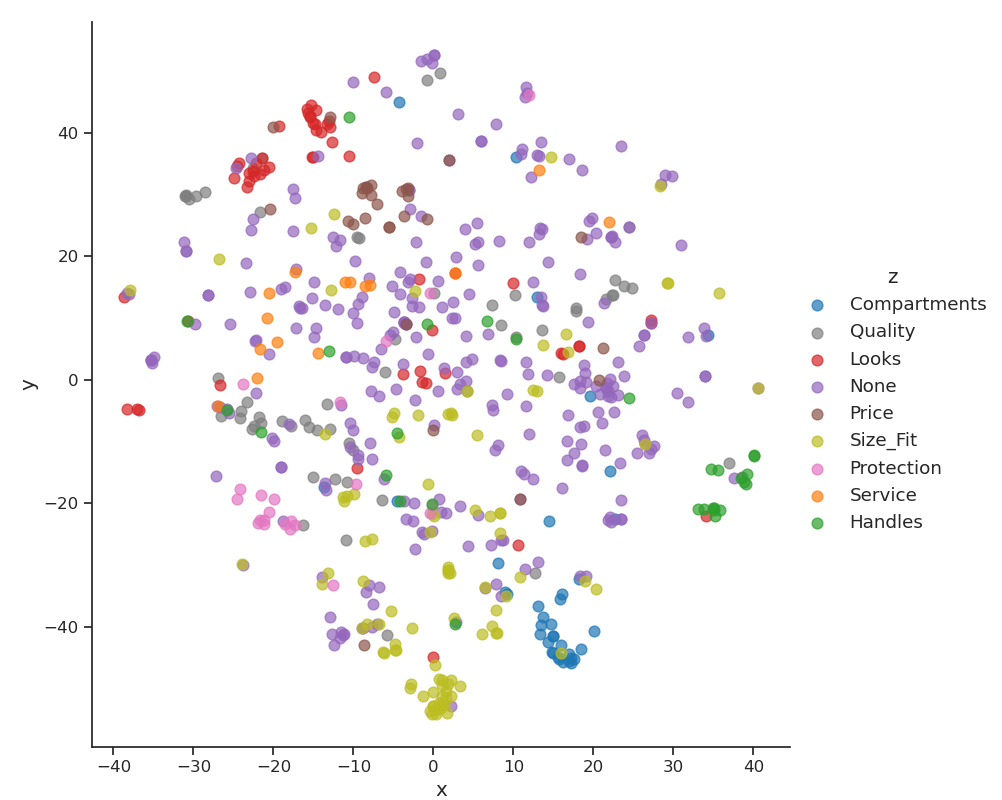 z
Compartments
Quality
Looks
None
Price
Size_Fit
Protection
Service
Handles
y
40
20
0
−20
−40
−40 −30 −20 −10 0 10 20 30 40
x